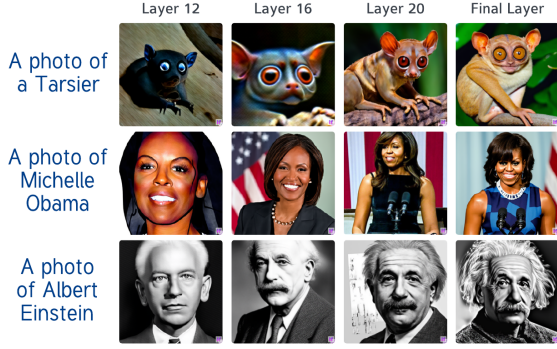 Layer 12 Layer 16 Layer 20 Final Layer
A photo of
a Tarsier
A photo of
Michelle
Obama
A photo
of Albert
Einstein